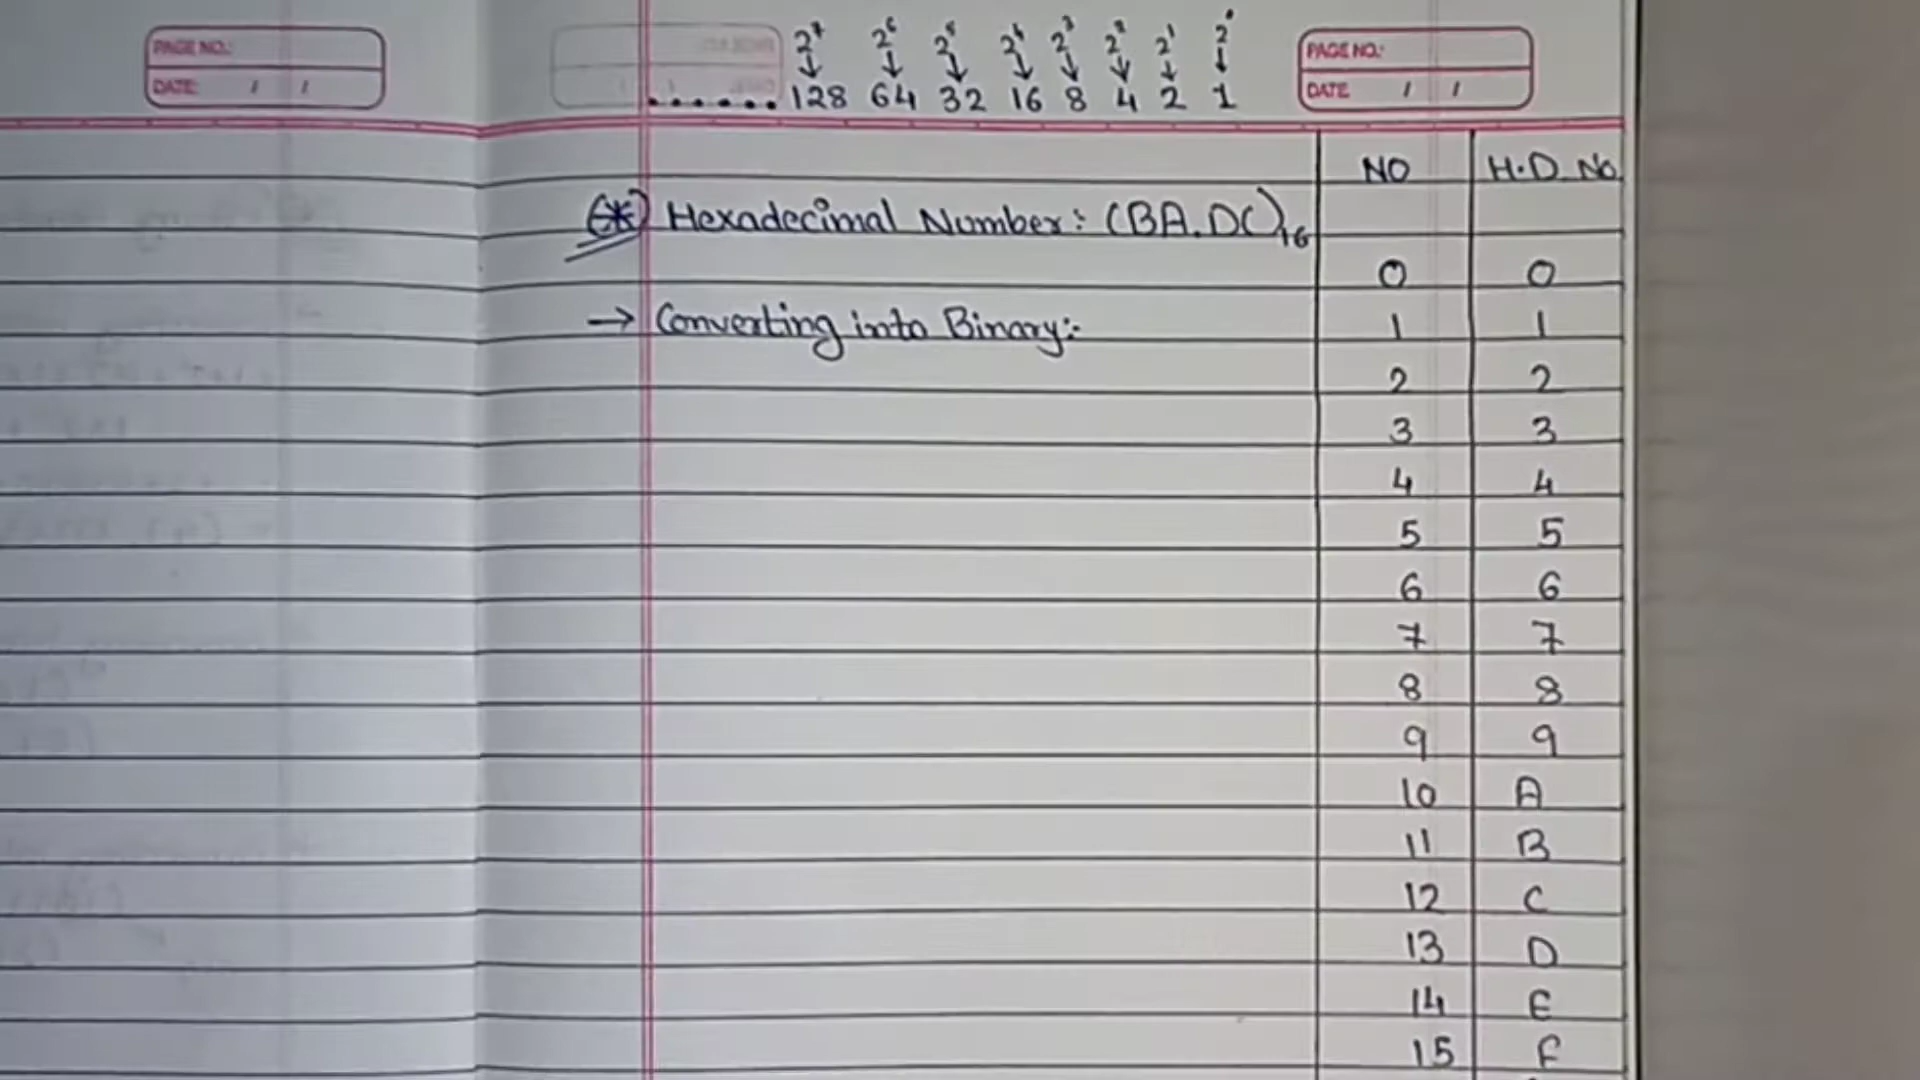 PAGE NO.:
DATE: / /
2⁷ 2⁶ 2⁵ 2⁴ 2³ 2² 2¹ 2⁰
↓ ↓ ↓ ↓ ↓ ↓ ↓ ↓
...... 128 64 32 16 8 4 2 1
PAGE NO.:
DATE / /
NO H.D. No
(*) Hexadecimal Number: (BA.DC)₁₆
→ Converting into Binary:-
0 0
1 1
2 2
3 3
4 4
5 5
6 6
7 7
8 8
9 9
10 A
11 B
12 C
13 D
14 E
15 F